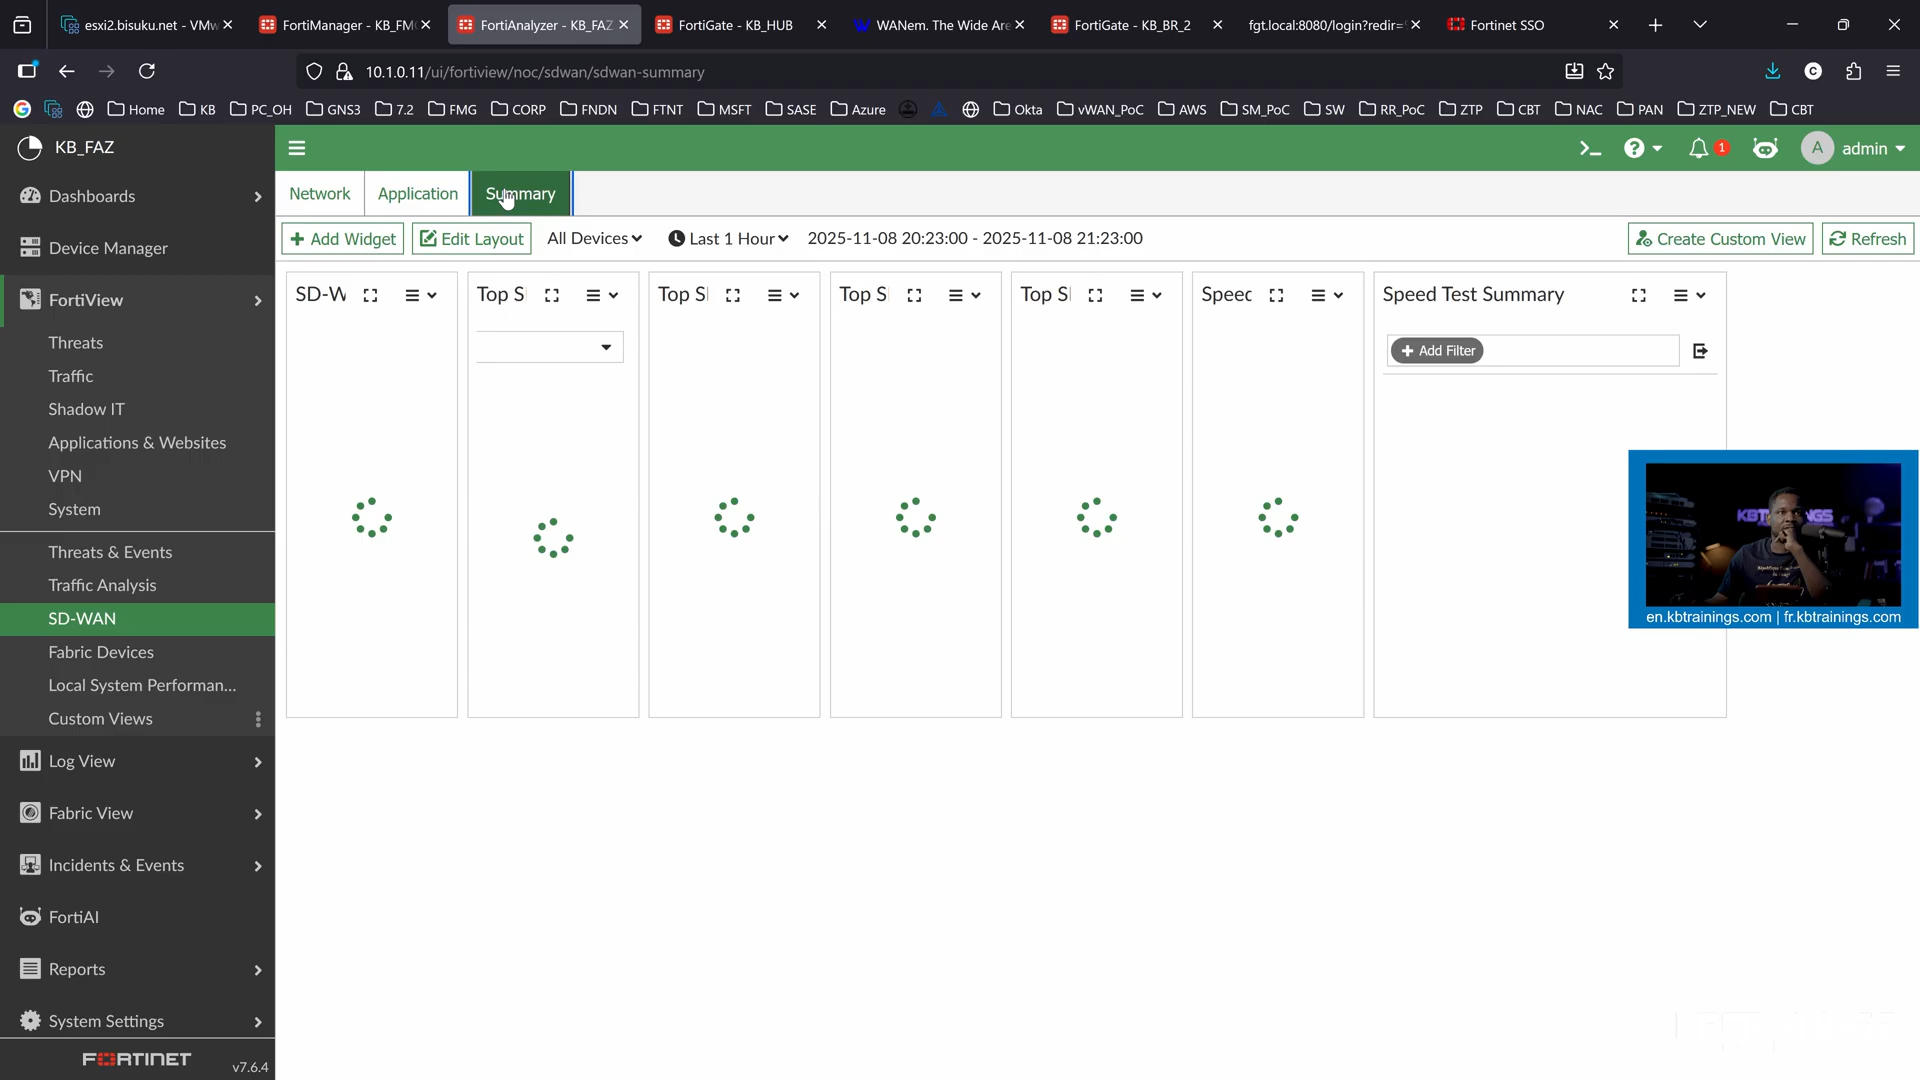 esxi2.bisuku.net - VMw
FortiManager - KB_FM
FortiAnalyzer - KB_FAZ
FortiGate - KB_HUB
WANem. The Wide Are
FortiGate - KB_BR_2
fgt.local:8080/login?redir=
Fortinet SSO
10.1.0.11/ui/fortiview/noc/sdwan/sdwan-summary
Home
KB
PC_OH
GNS3
7.2
FMG
CORP
FNDN
FTNT
MSFT
SASE
Azure
Okta
vWAN_PoC
AWS
SM_PoC
SW
RR_PoC
ZTP
CBT
NAC
PAN
ZTP_NEW
CBT
KB_FAZ
1
A
admin
Dashboards
Device Manager
FortiView
Threats
Traffic
Shadow IT
Applications & Websites
VPN
System
Threats & Events
Traffic Analysis
SD-WAN
Fabric Devices
Local System Performan...
Custom Views
Log View
Fabric View
Incidents & Events
FortiAI
Reports
System Settings
FORTINET
v7.6.4
Network
Application
Summary
+ Add Widget
Edit Layout
All Devices
Last 1 Hour
2025-11-08 20:23:00 - 2025-11-08 21:23:00
Create Custom View
Refresh
SD-W
Top S
Top S
Top S
Top S
Speed
Speed Test Summary
+ Add Filter
KBTRAININGS
en.kbtrainings.com | fr.kbtrainings.com